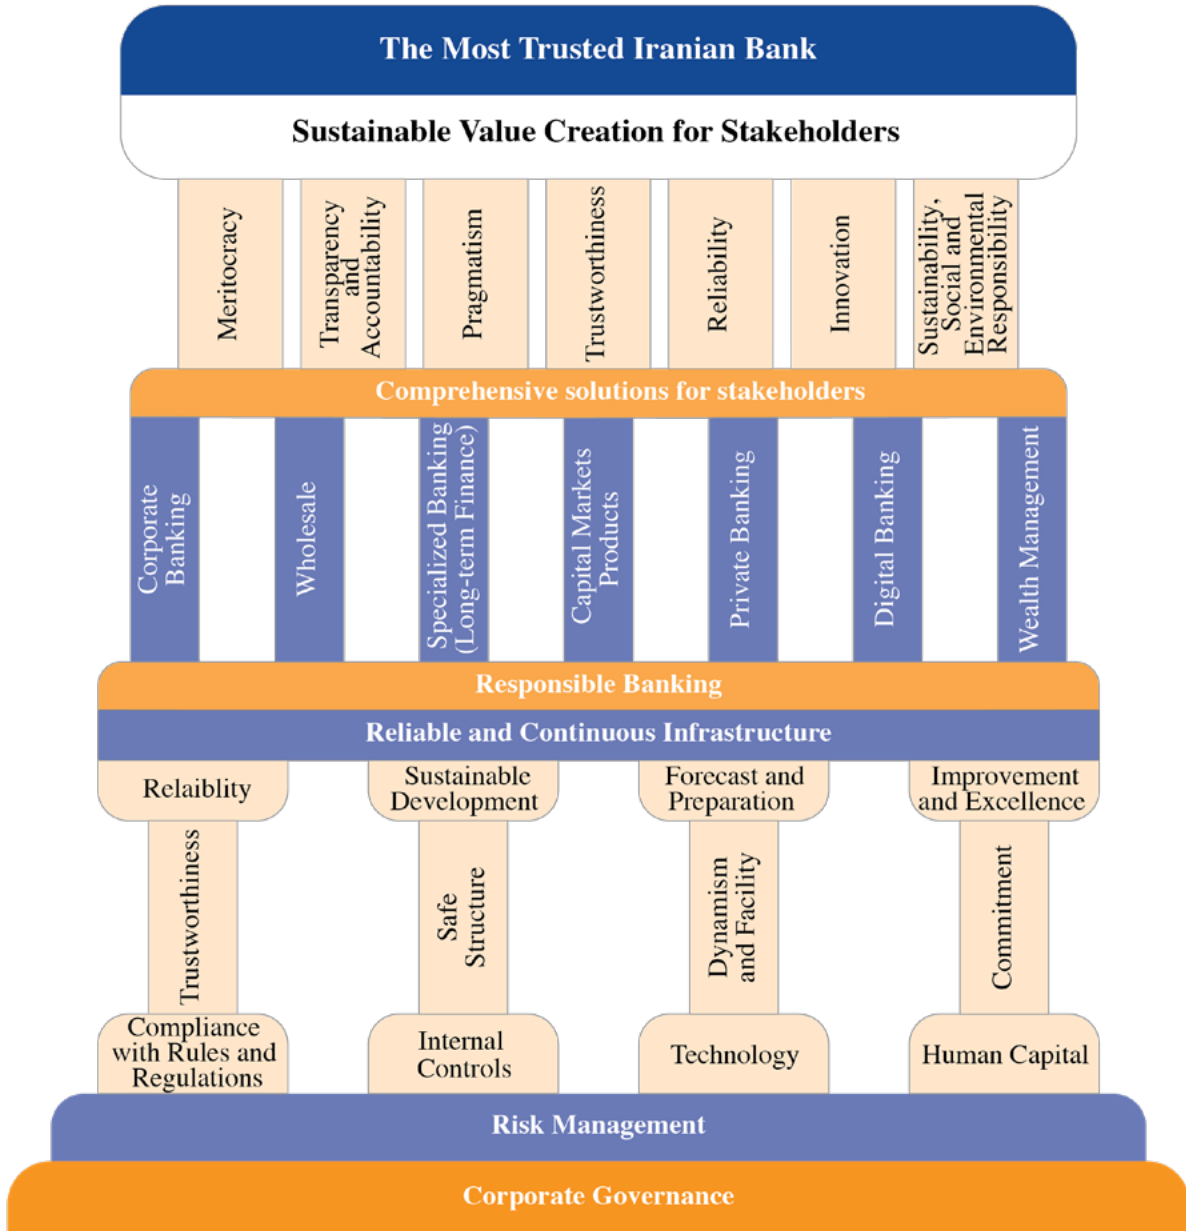 The Most Trusted Iranian Bank
Sustainable Value Creation for Stakeholders
Meritocracy
Transparency
and
Accountability
Pragmatism
Trustworthiness
Reliability
Innovation
Sustainability,
Social and
Environmental
Responsibility
Comprehensive solutions for stakeholders
Corporate
Banking
Wholesale
Specialized Banking
(Long-term Finance)
Capital Markets
Products
Private Banking
Digital Banking
Wealth Management
Responsible Banking
Reliable and Continuous Infrastructure
Relaiblity
Sustainable
Development
Forecast and
Preparation
Improvement
and Excellence
Trustworthiness
Safe
Structure
Dynamism
and Facility
Commitment
Compliance
with Rules and
Regulations
Internal
Controls
Technology
Human Capital
Risk Management
Corporate Governance